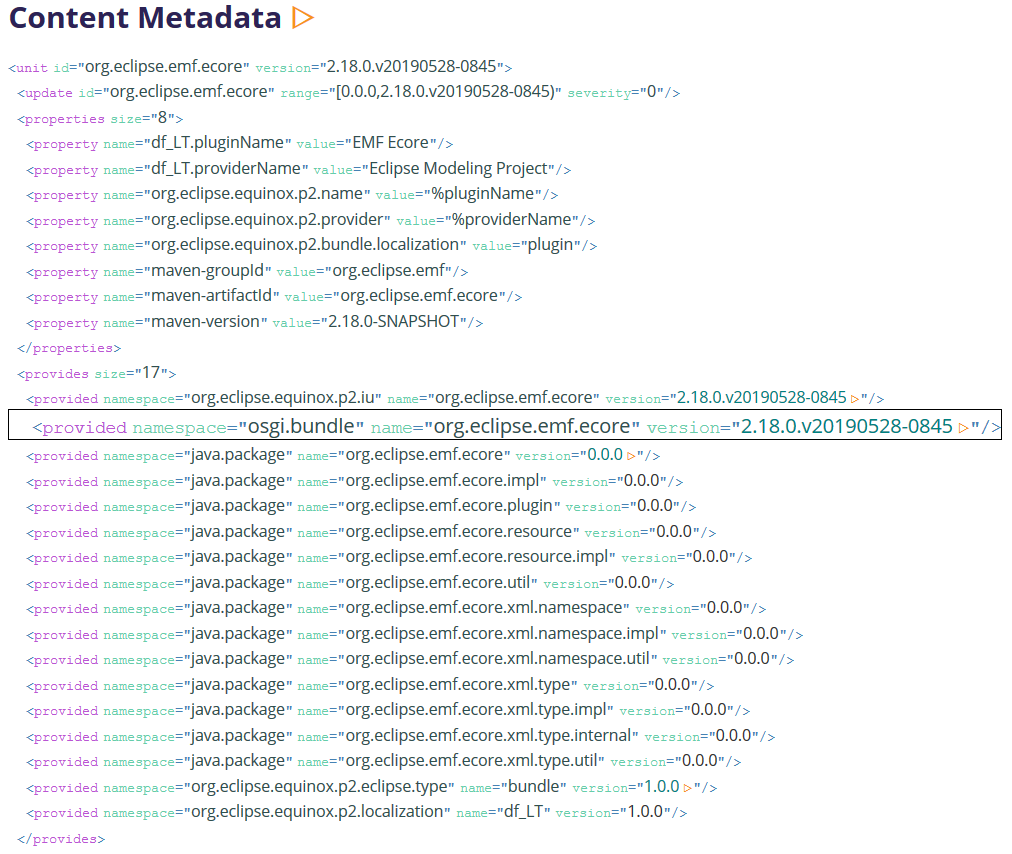 Content Metadata ▷
<unit id="org.eclipse.emf.ecore" version="2.18.0.v20190528-0845">
<update id="org.eclipse.emf.ecore" range="[0.0.0,2.18.0.v20190528-0845)" severity="0"/>
<properties size="8">
<property name="df_LT.pluginName" value="EMF Ecore"/>
<property name="df_LT.providerName" value="Eclipse Modeling Project"/>
<property name="org.eclipse.equinox.p2.name" value="%pluginName"/>
<property name="org.eclipse.equinox.p2.provider" value="%providerName"/>
<property name="org.eclipse.equinox.p2.bundle.localization" value="plugin"/>
<property name="maven-groupId" value="org.eclipse.emf"/>
<property name="maven-artifactId" value="org.eclipse.emf.ecore"/>
<property name="maven-version" value="2.18.0-SNAPSHOT"/>
</properties>
<provides size="17">
<provided namespace="org.eclipse.equinox.p2.iu" name="org.eclipse.emf.ecore" version="2.18.0.v20190528-0845 ▷"/>
<provided namespace="osgi.bundle" name="org.eclipse.emf.ecore" version="2.18.0.v20190528-0845 ▷"/>
<provided namespace="java.package" name="org.eclipse.emf.ecore" version="0.0.0 ▷"/>
<provided namespace="java.package" name="org.eclipse.emf.ecore.impl" version="0.0.0"/>
<provided namespace="java.package" name="org.eclipse.emf.ecore.plugin" version="0.0.0"/>
<provided namespace="java.package" name="org.eclipse.emf.ecore.resource" version="0.0.0"/>
<provided namespace="java.package" name="org.eclipse.emf.ecore.resource.impl" version="0.0.0"/>
<provided namespace="java.package" name="org.eclipse.emf.ecore.util" version="0.0.0"/>
<provided namespace="java.package" name="org.eclipse.emf.ecore.xml.namespace" version="0.0.0"/>
<provided namespace="java.package" name="org.eclipse.emf.ecore.xml.namespace.impl" version="0.0.0"/>
<provided namespace="java.package" name="org.eclipse.emf.ecore.xml.namespace.util" version="0.0.0"/>
<provided namespace="java.package" name="org.eclipse.emf.ecore.xml.type" version="0.0.0"/>
<provided namespace="java.package" name="org.eclipse.emf.ecore.xml.type.impl" version="0.0.0"/>
<provided namespace="java.package" name="org.eclipse.emf.ecore.xml.type.internal" version="0.0.0"/>
<provided namespace="java.package" name="org.eclipse.emf.ecore.xml.type.util" version="0.0.0"/>
<provided namespace="org.eclipse.equinox.p2.eclipse.type" name="bundle" version="1.0.0 ▷"/>
<provided namespace="org.eclipse.equinox.p2.localization" name="df_LT" version="1.0.0"/>
</provides>